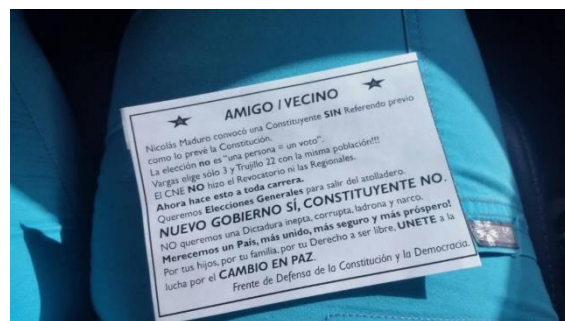 AMIGO / VECINO
Nicolás Maduro convocó una Constituyente SIN Referendo previo
como lo prevé la Constitución.
La elección no es "una persona = un voto".
Vargas elige sólo 3 y Trujillo 22 con la misma población!!!
El CNE NO hizo el Revocatorio ni las Regionales.
Ahora hace esto a toda carrera.
Queremos Elecciones Generales para salir del atolladero.
NUEVO GOBIERNO SÍ, CONSTITUYENTE NO.
NO queremos una Dictadura inepta, corrupta, ladrona y narco.
Merecemos un País, más unido, más seguro y más próspero!
Por tus hijos, por tu familia, por tu Derecho a ser libre, UNETE a la
lucha por el CAMBIO EN PAZ.
Frente de Defensa de la Constitución y la Democracia.